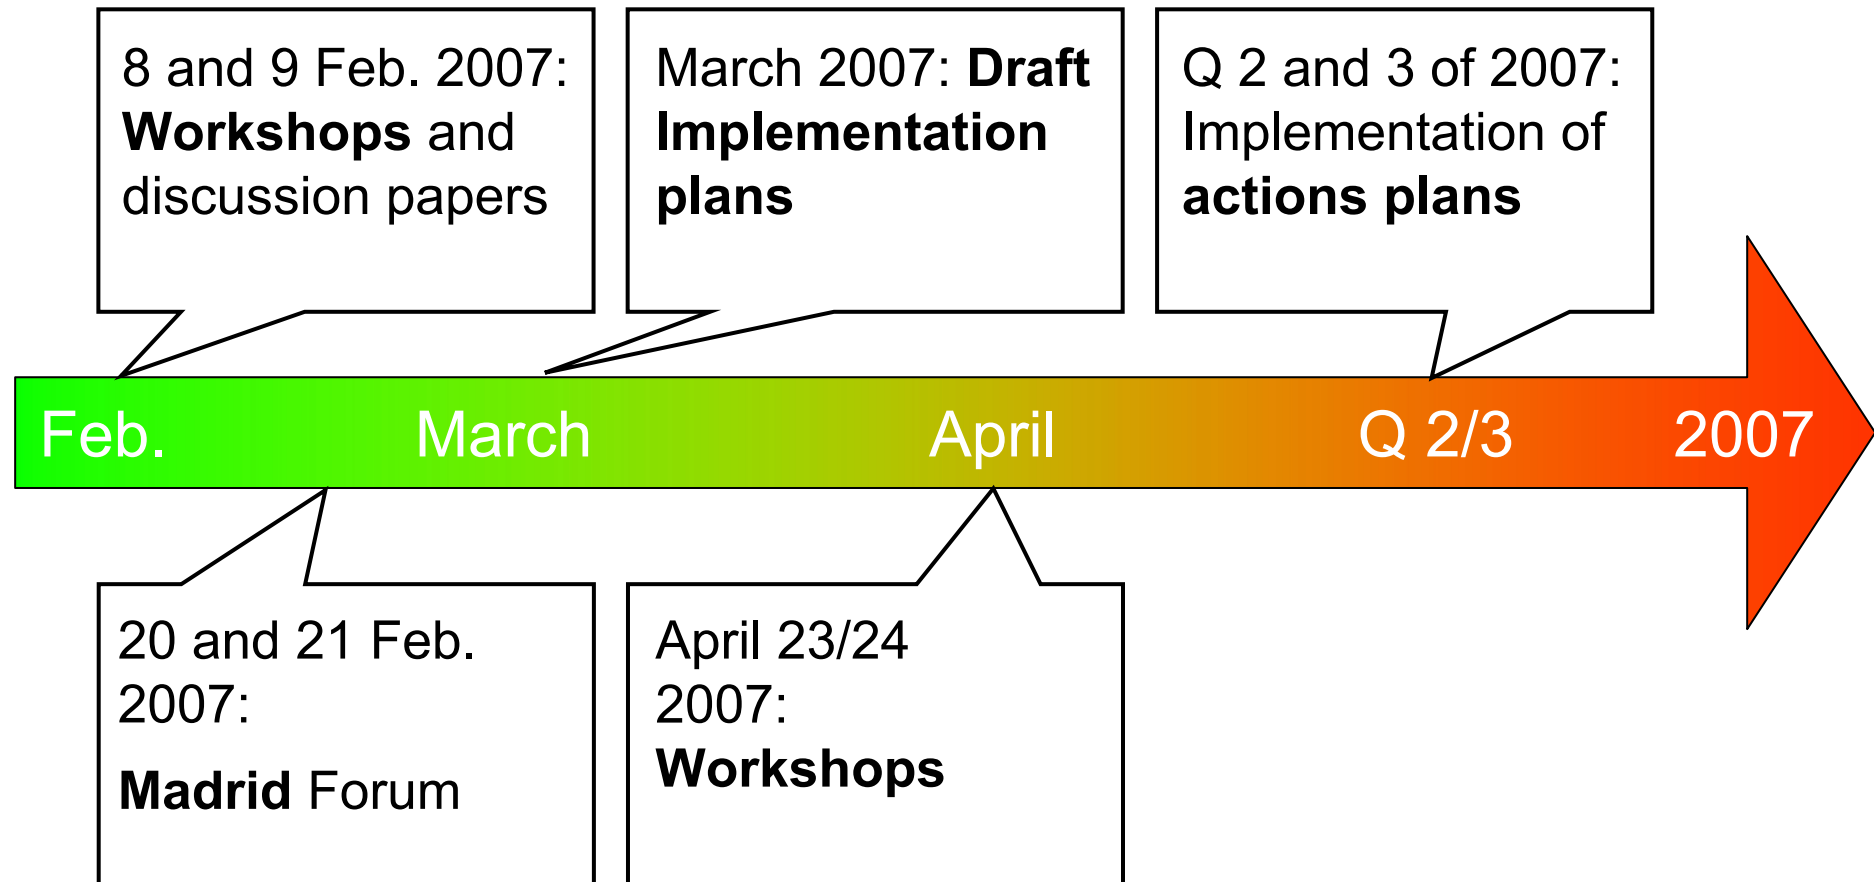 8 and 9 Feb. 2007:
Workshops and
discussion papers
March 2007: Draft
Implementation
plans
Q 2 and 3 of 2007:
Implementation of
actions plans
Feb.
March
April
Q 2/3
2007
20 and 21 Feb.
2007:
Madrid Forum
April 23/24
2007:
Workshops